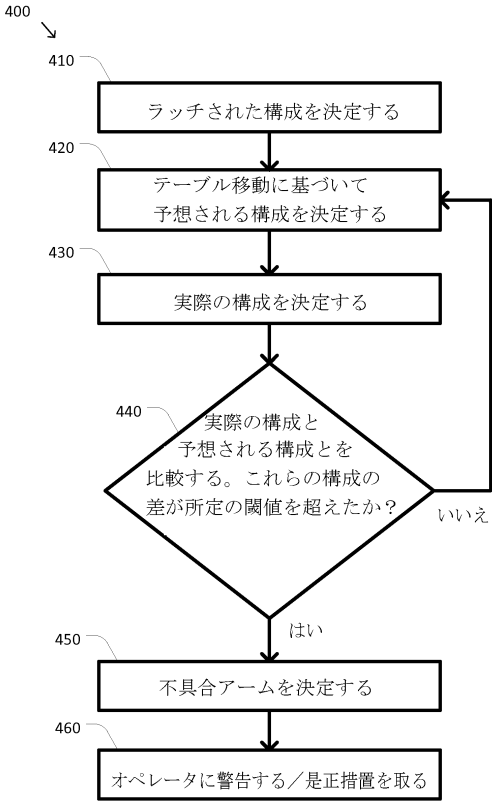 400
410
ラッチされた構成を決定する
420
テーブル移動に基づいて
予想される構成を決定する
430
実際の構成を決定する
440
実際の構成と
予想される構成とを
比較する。これらの構成の
差が所定の閾値を超えたか？
いいえ
はい
450
不具合アームを決定する
460
オペレータに警告する／是正措置を取る